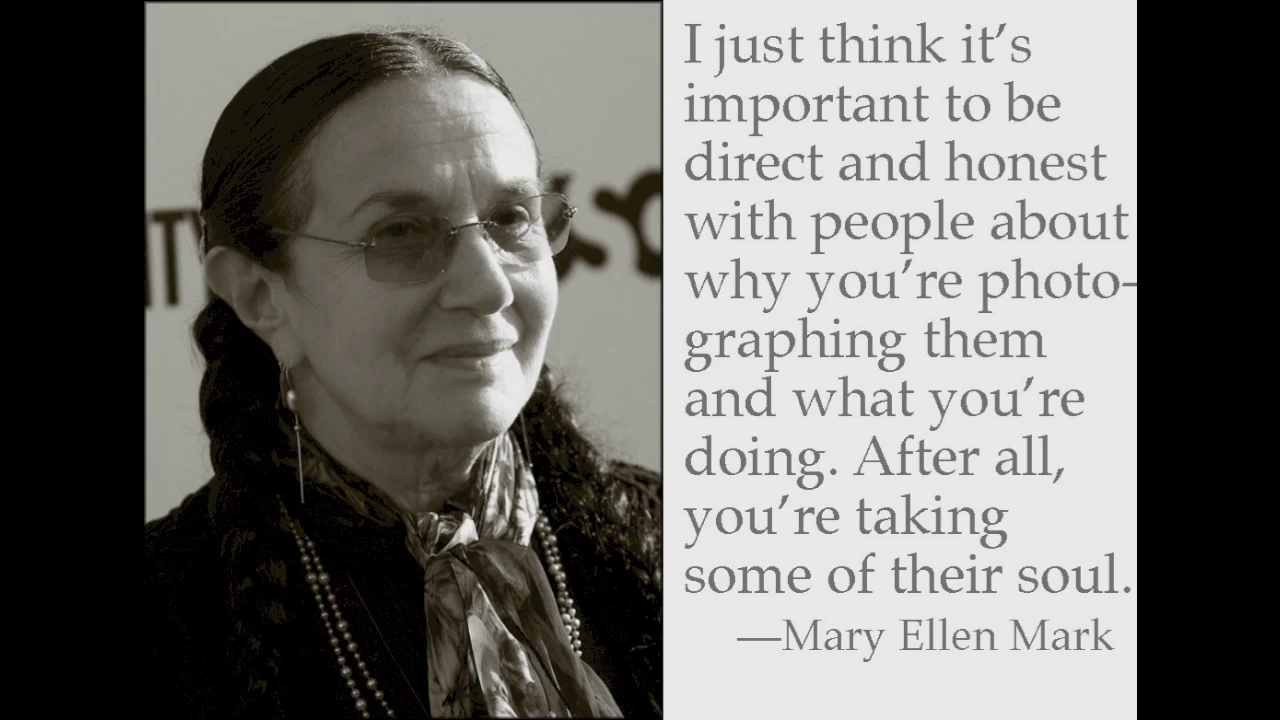 I just think it’s
important to be
direct and honest
with people about
why you’re photo-
graphing them
and what you’re
doing. After all,
you’re taking
some of their soul.
—Mary Ellen Mark